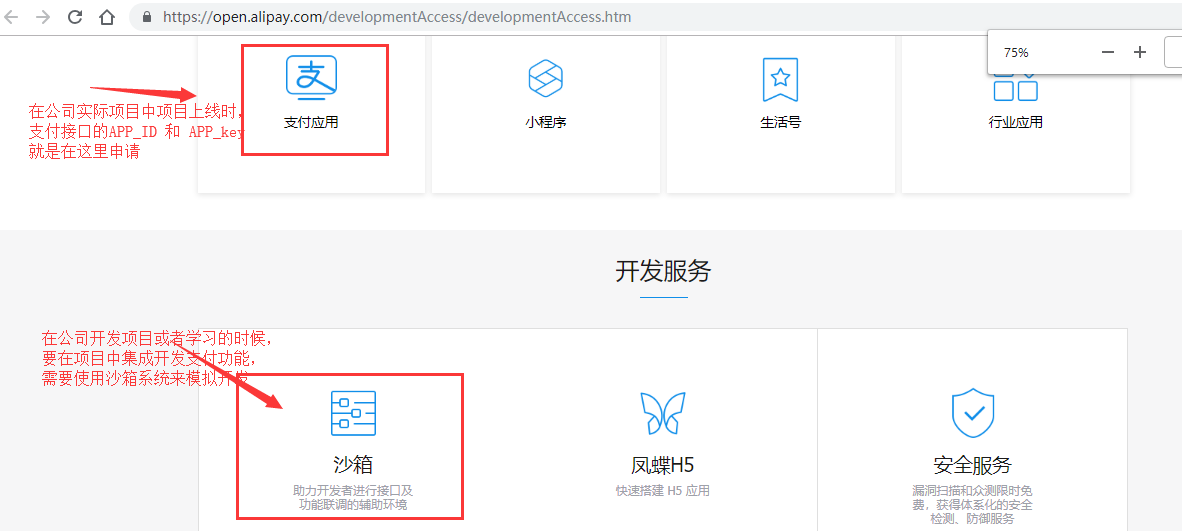 https://open.alipay.com/developmentAccess/developmentAccess.htm
75%
支付应用
小程序
生活号
行业应用
在公司实际项目中项目上线时，
支付接口的APP_ID 和 APP_key
就是在这里申请
开发服务
在公司开发项目或者学习的时候，
要在项目中集成开发支付功能，
需要使用沙箱系统来模拟开发
沙箱
助力开发者进行接口及
功能联调的辅助环境
凤蝶H5
快速搭建 H5 应用
安全服务
漏洞扫描和众测限时免
费，获得体系化的安全
检测、防御服务